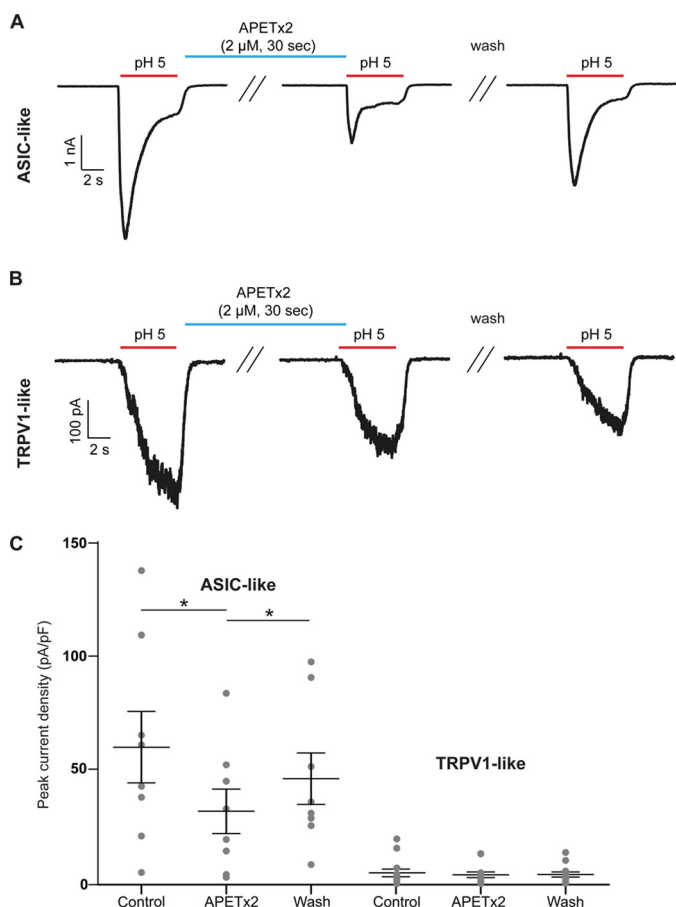 A
APETx2
(2 µM, 30 sec)
wash
pH 5
pH 5
pH 5
ASIC-like
1 nA
2 s
B
APETx2
(2 µM, 30 sec)
wash
pH 5
pH 5
pH 5
TRPV1-like
100 pA
2 s
C
Peak current density (pA/pF)
150
100
50
0
ASIC-like
*
*
TRPV1-like
Control
APETx2
Wash
Control
APETx2
Wash